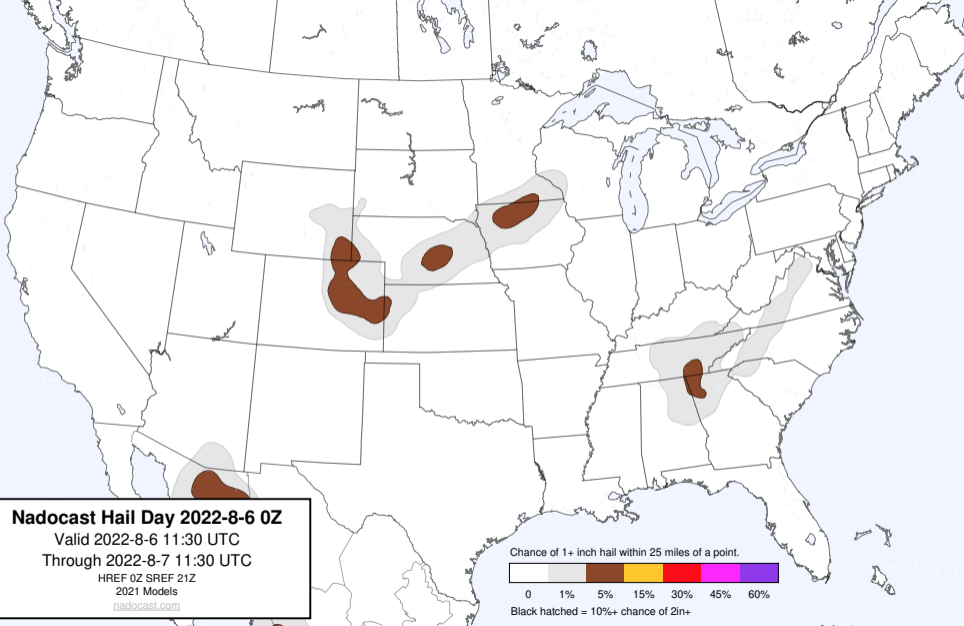 Nadocast Hail Day 2022-8-6 0Z
Valid 2022-8-6 11:30 UTC
Through 2022-8-7 11:30 UTC
HREF 0Z SREF 21Z
2021 Models
nadocast.com
Chance of 1+ inch hail within 25 miles of a point.
0 1% 5% 15% 30% 45% 60%
Black hatched = 10%+ chance of 2in+